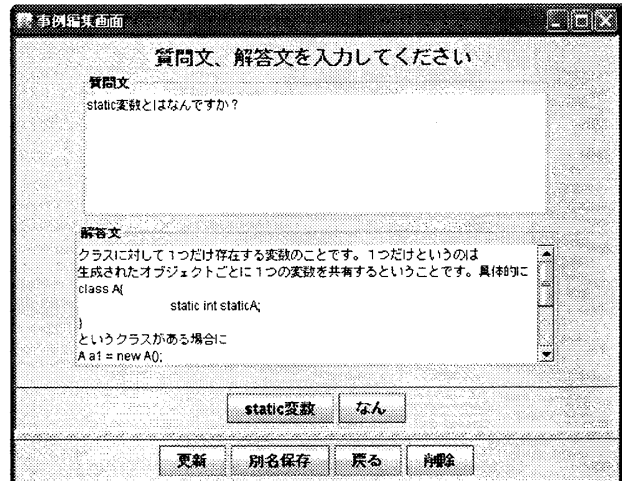 事例編集画面
質問文、解答文を入力してください
質問文
static変数とはなんですか？
解答文
クラスに対して１つだけ存在する変数のことです。１つだけというのは
生成されたオブジェクトごとに１つの変数を共有するということです。具体的に
class A{
static int staticA;
}
というクラスがある場合に
A a1 = new A();
static変数 なん
更新 別名保存 戻る 削除